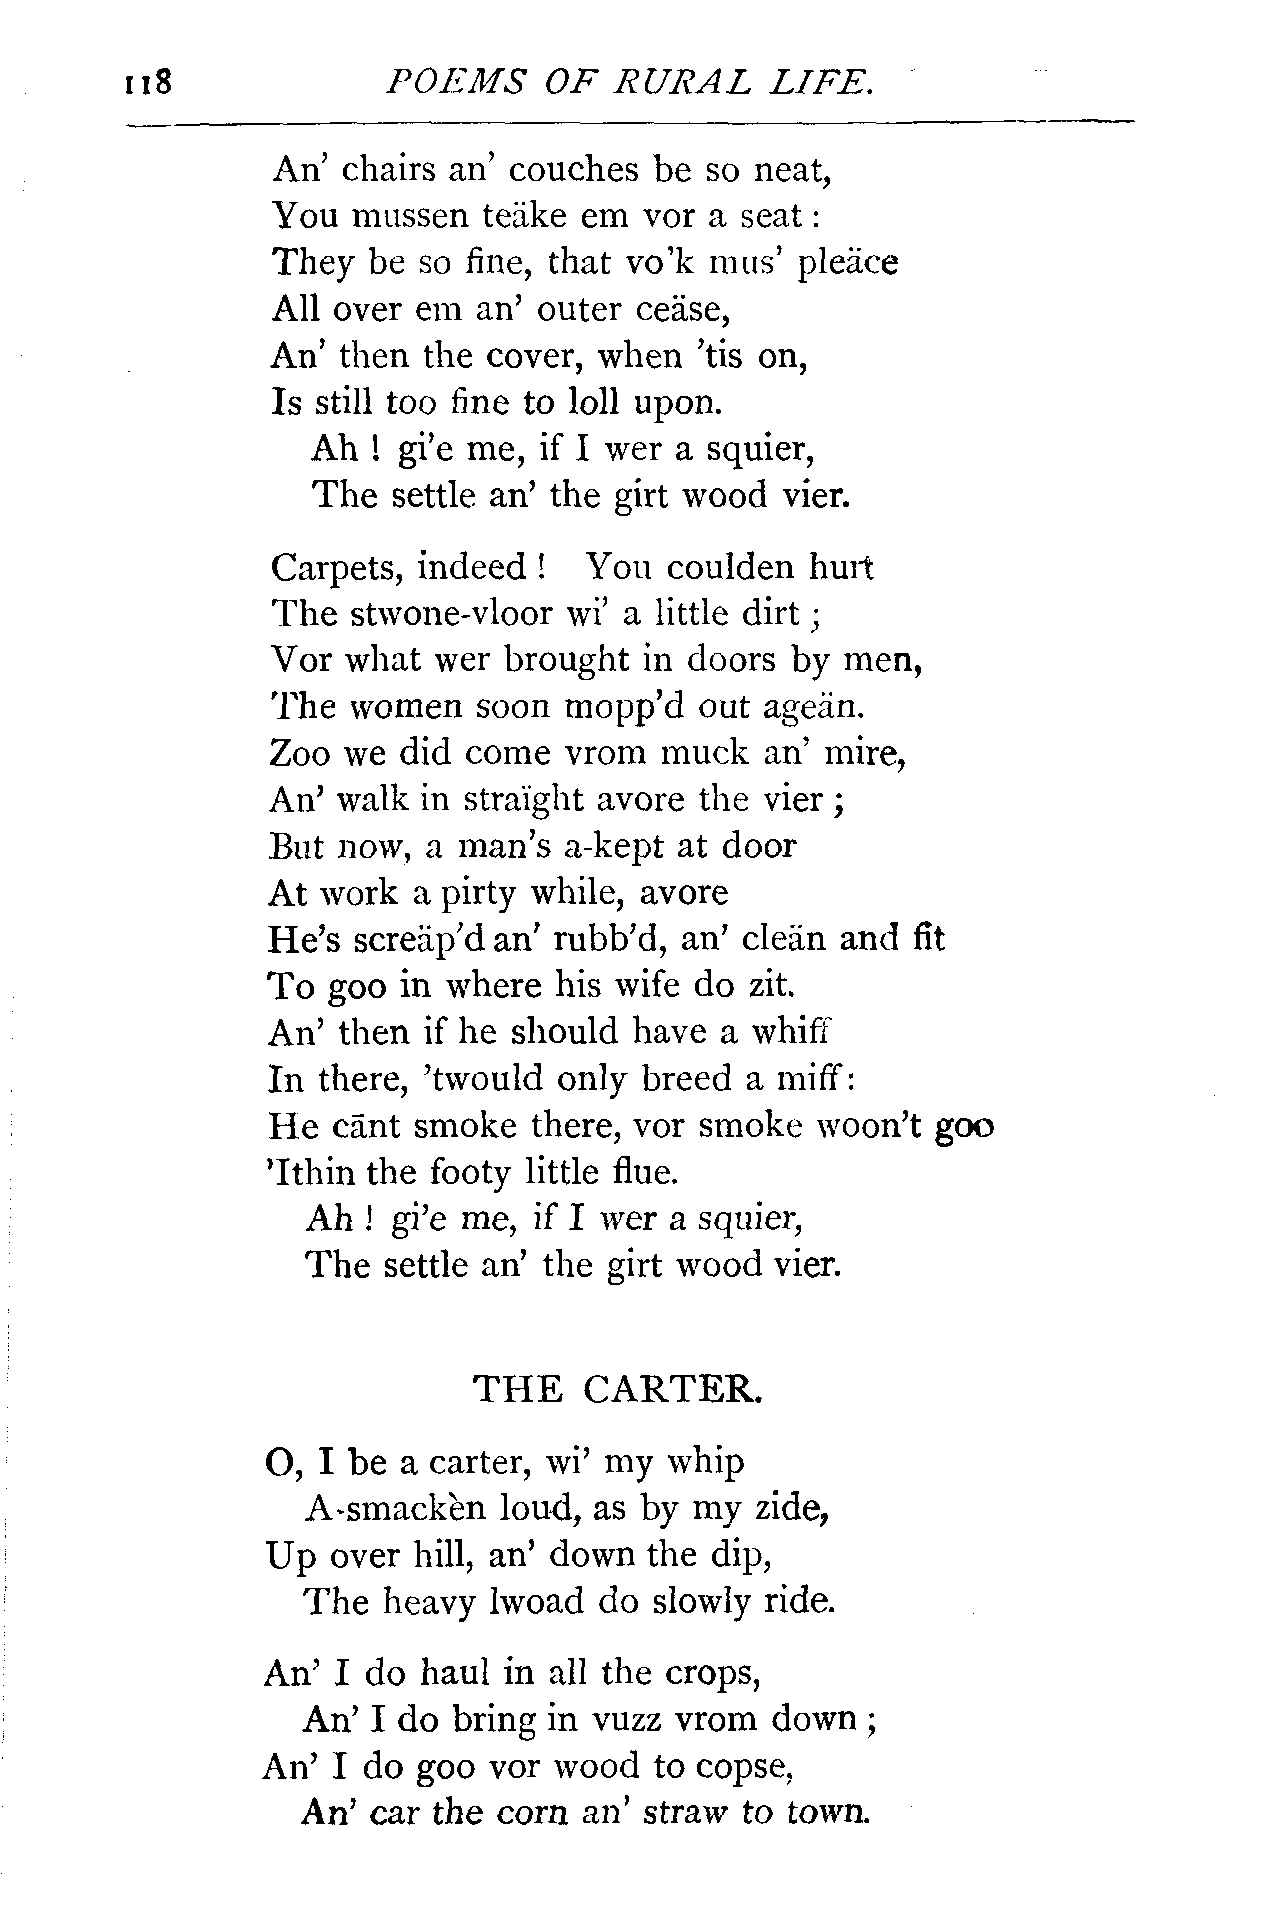 118 POEMS OF RURAL LIFE.
An' chairs an' couches be so neat,
You mussen teäke em vor a seat :
They be so fine, that vo'k mus' pleäce
All over em an' outer ceäse,
An' then the cover, when 'tis on,
Is still too fine to loll upon.
Ah ! gi'e me, if I wer a squier,
The settle an' the girt wood vier.
Carpets, indeed ! You coulden hurt
The stwone-vloor wi' a little dirt ;
Vor what wer brought in doors by men,
The women soon mopp'd out ageän.
Zoo we did come vrom muck an' mire,
An' walk in straïght avore the vier ;
But now, a man's a-kept at door
At work a pirty while, avore
He's screäp'd an' rubb'd, an' cleän and fit
To goo in where his wife do zit.
An' then if he should have a whiff
In there, 'twould only breed a miff:
He cānt smoke there, vor smoke woon't goo
'Ithin the footy little flue.
Ah ! gi'e me, if I wer a squier,
The settle an' the girt wood vier.
THE CARTER.
O, I be a carter, wi' my whip
A-smackèn loud, as by my zide,
Up over hill, an' down the dip,
The heavy lwoad do slowly ride.
An' I do haul in all the crops,
An' I do bring in vuzz vrom down ;
An' I do goo vor wood to copse,
An' car the corn an' straw to town.